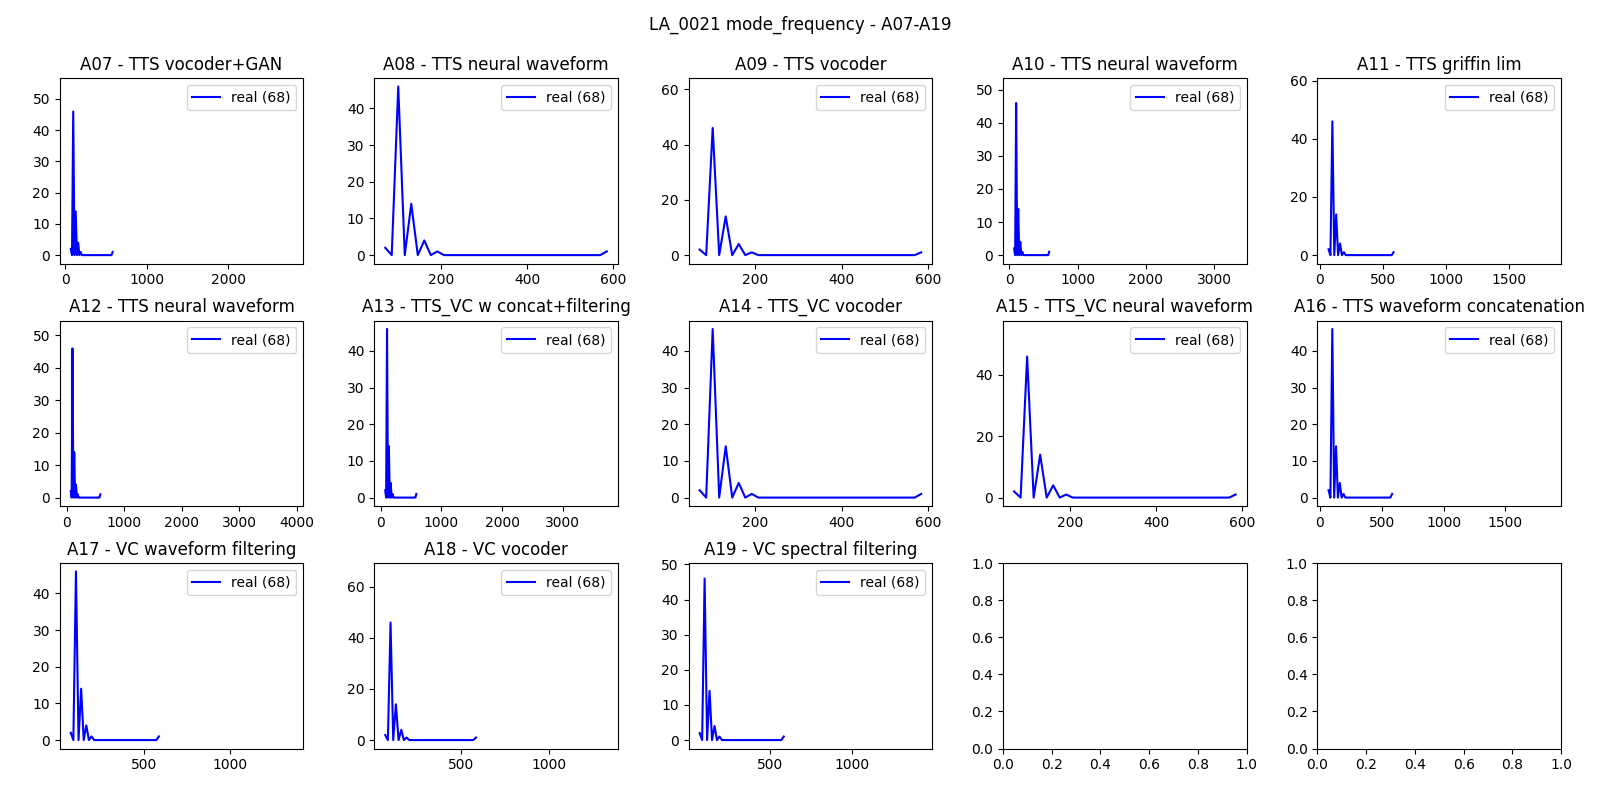 LA_0021 mode_frequency - A07-A19
A07 - TTS vocoder+GAN
real (68)
50
40
30
20
10
0
0 1000 2000
A08 - TTS neural waveform
real (68)
40
30
20
10
0
200 400 600
A09 - TTS vocoder
real (68)
60
40
20
0
200 400 600
A10 - TTS neural waveform
real (68)
50
40
30
20
10
0
0 1000 2000 3000
A11 - TTS griffin lim
real (68)
60
40
20
0
0 500 1000 1500
A12 - TTS neural waveform
real (68)
50
40
30
20
10
0
0 1000 2000 3000 4000
A13 - TTS_VC w concat+filtering
real (68)
40
30
20
10
0
0 1000 2000 3000
A14 - TTS_VC vocoder
real (68)
40
30
20
10
0
200 400 600
A15 - TTS_VC neural waveform
real (68)
40
20
0
200 400 600
A16 - TTS waveform concatenation
real (68)
40
30
20
10
0
0 500 1000 1500
A17 - VC waveform filtering
real (68)
40
30
20
10
0
500 1000
A18 - VC vocoder
real (68)
60
40
20
0
500 1000
A19 - VC spectral filtering
real (68)
50
40
30
20
10
0
500 1000
1.0
0.8
0.6
0.4
0.2
0.0
0.0 0.2 0.4 0.6 0.8 1.0
1.0
0.8
0.6
0.4
0.2
0.0
0.0 0.2 0.4 0.6 0.8 1.0